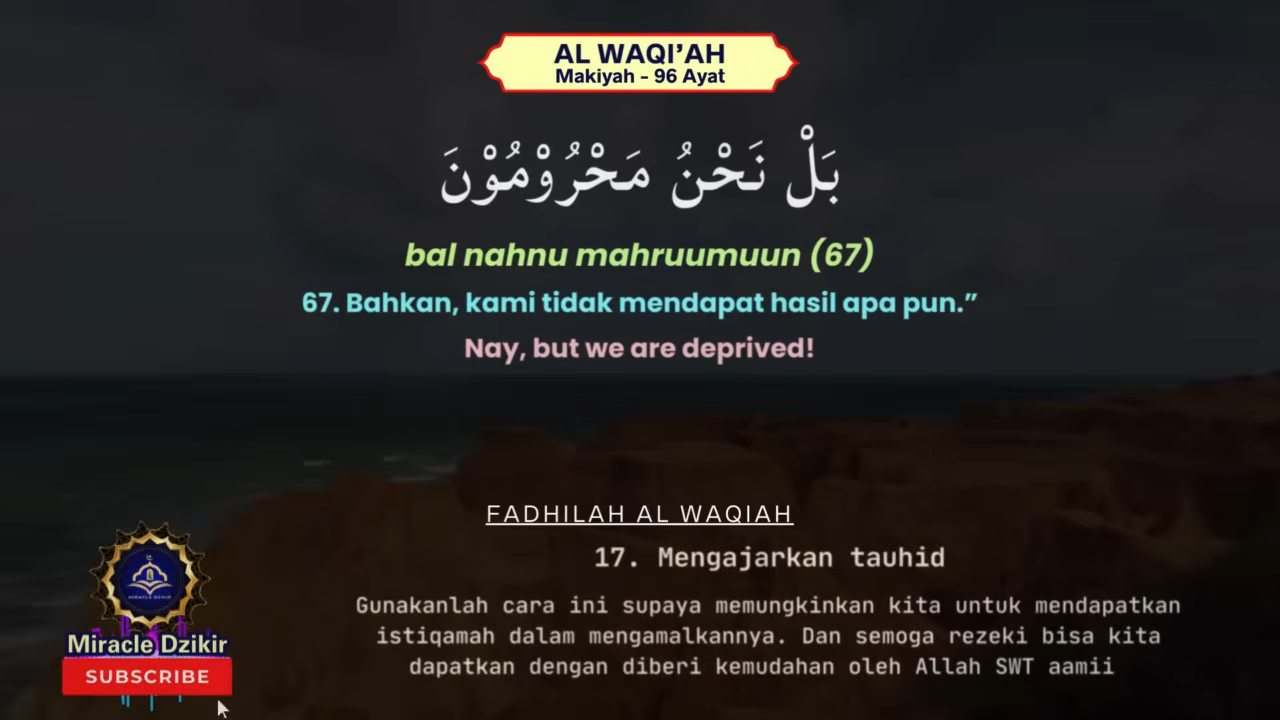 AL WAQI'AH
Makiyah - 96 Ayat
بَلْ نَحْنُ مَحْرُوْمُوْنَ
bal nahnu mahruumuun (67)
67. Bahkan, kami tidak mendapat hasil apa pun.”
Nay, but we are deprived!
FADHILAH AL WAQIAH
17. Mengajarkan tauhid
Gunakanlah cara ini supaya memungkinkan kita untuk mendapatkan
istiqamah dalam mengamalkannya. Dan semoga rezeki bisa kita
dapatkan dengan diberi kemudahan oleh Allah SWT aamii
MIRACLE DZIKIR
Miracle Dzikir
SUBSCRIBE